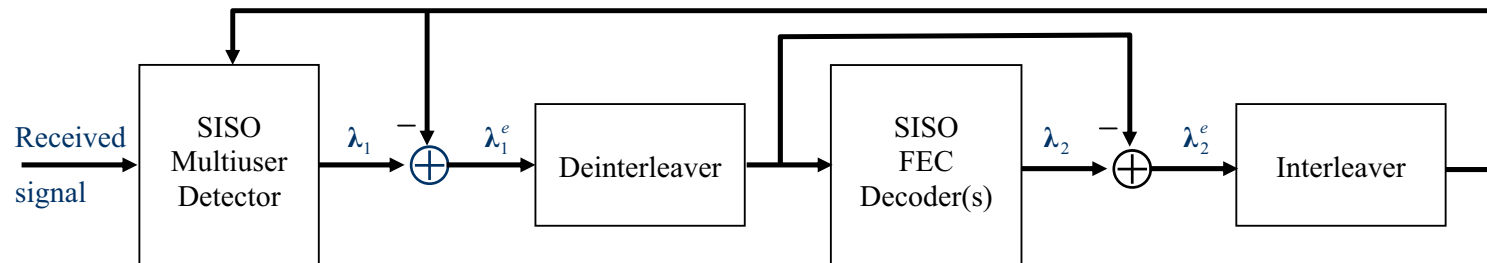 Received
signal
SISO
Multiuser
Detector
λ₁
−
λ₁ᵉ
Deinterleaver
SISO
FEC
Decoder(s)
λ₂
−
λ₂ᵉ
Interleaver